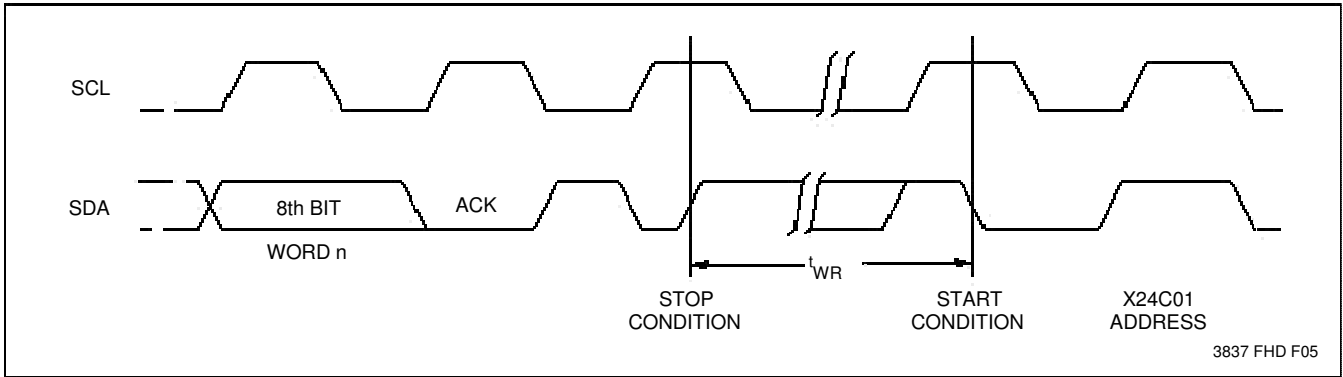 SCL
SDA
8th BIT
ACK
WORD n
tWR
STOP
CONDITION
START
CONDITION
X24C01
ADDRESS
3837 FHD F05